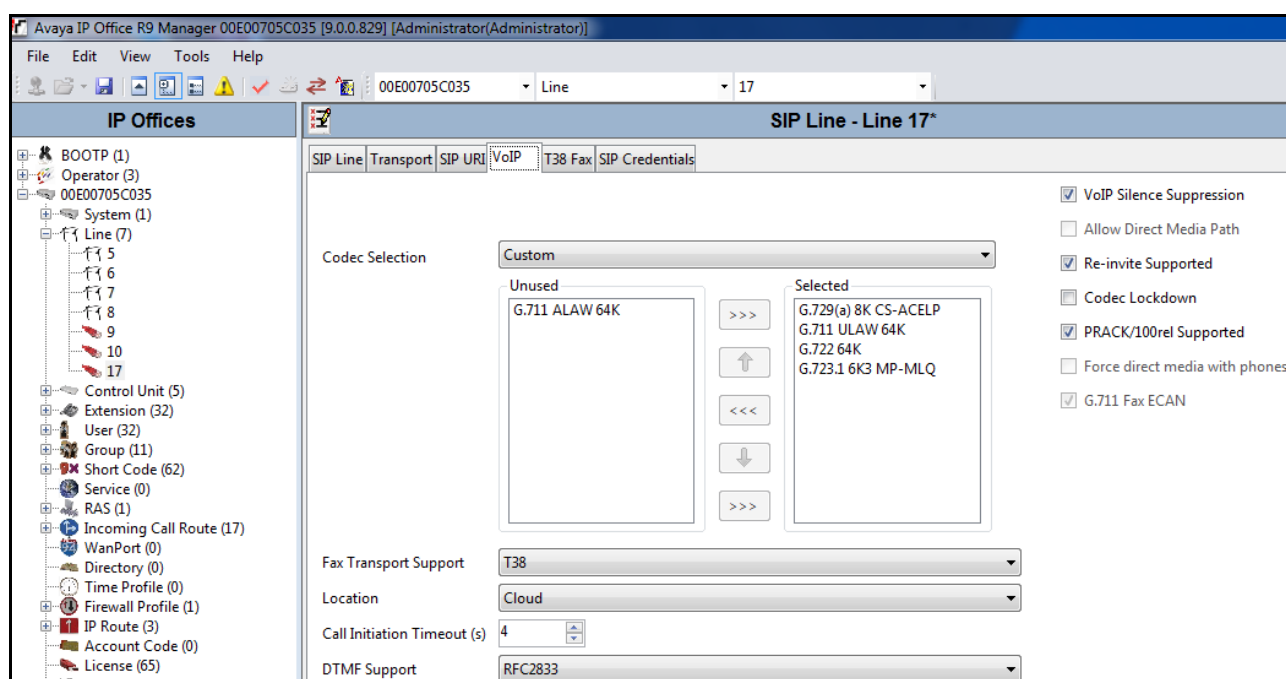 Avaya IP Office R9 Manager 00E00705C035 [9.0.0.829] [Administrator(Administrator)]
File Edit View Tools Help
00E00705C035 Line 17
IP Offices
BOOTP (1)
Operator (3)
00E00705C035
System (1)
Line (7)
5
6
7
8
9
10
17
Control Unit (5)
Extension (32)
User (32)
Group (11)
Short Code (62)
Service (0)
RAS (1)
Incoming Call Route (17)
WanPort (0)
Directory (0)
Time Profile (0)
Firewall Profile (1)
IP Route (3)
Account Code (0)
License (65)
SIP Line - Line 17*
SIP Line Transport SIP URI VoIP T38 Fax SIP Credentials
Codec Selection Custom
Unused
G.711 ALAW 64K
>>>
<<<
>>>
Selected
G.729(a) 8K CS-ACELP
G.711 ULAW 64K
G.722 64K
G.723.1 6K3 MP-MLQ
Fax Transport Support T38
Location Cloud
Call Initiation Timeout (s) 4
DTMF Support RFC2833
VoIP Silence Suppression
Allow Direct Media Path
Re-invite Supported
Codec Lockdown
PRACK/100rel Supported
Force direct media with phones
G.711 Fax ECAN